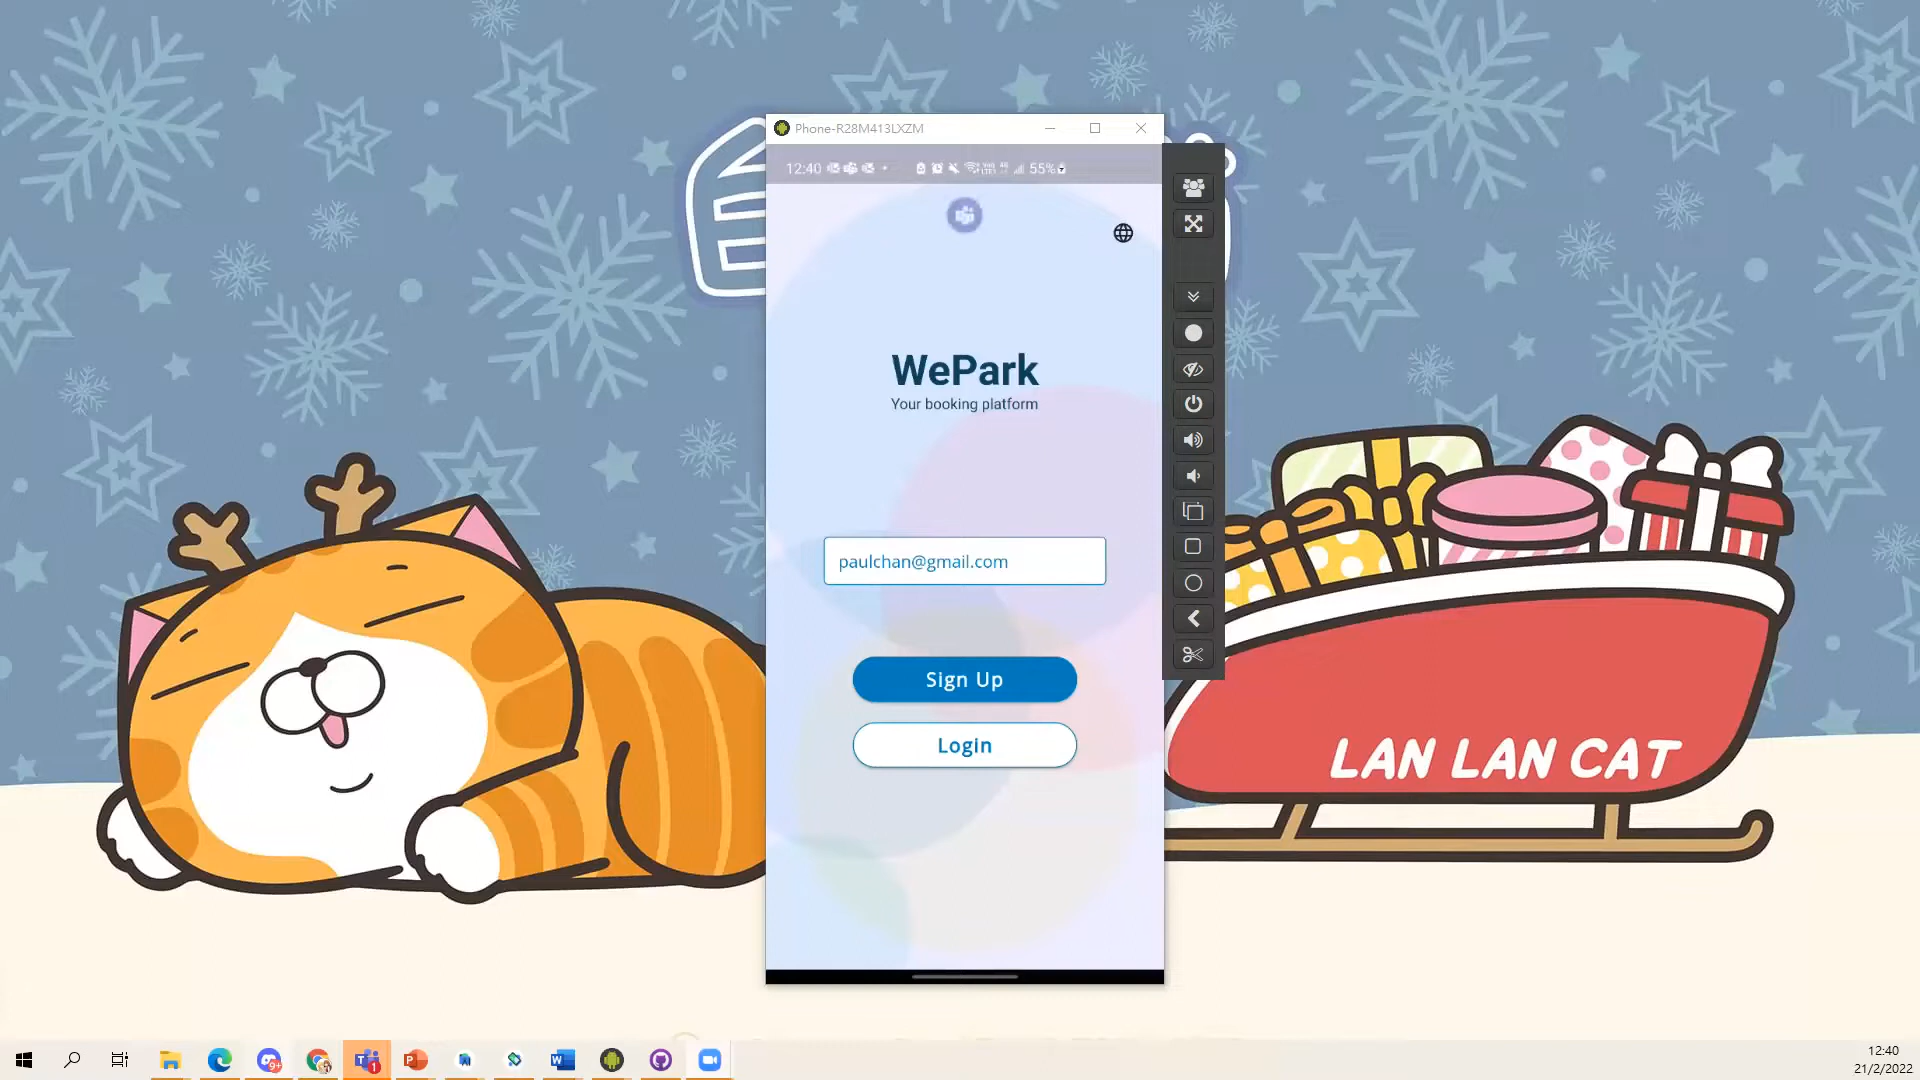 Phone-R28M413LXZM
12:40
55%
WePark
Your booking platform
paulchan@gmail.com
Sign Up
Login
LAN LAN CAT
12:40
21/2/2022